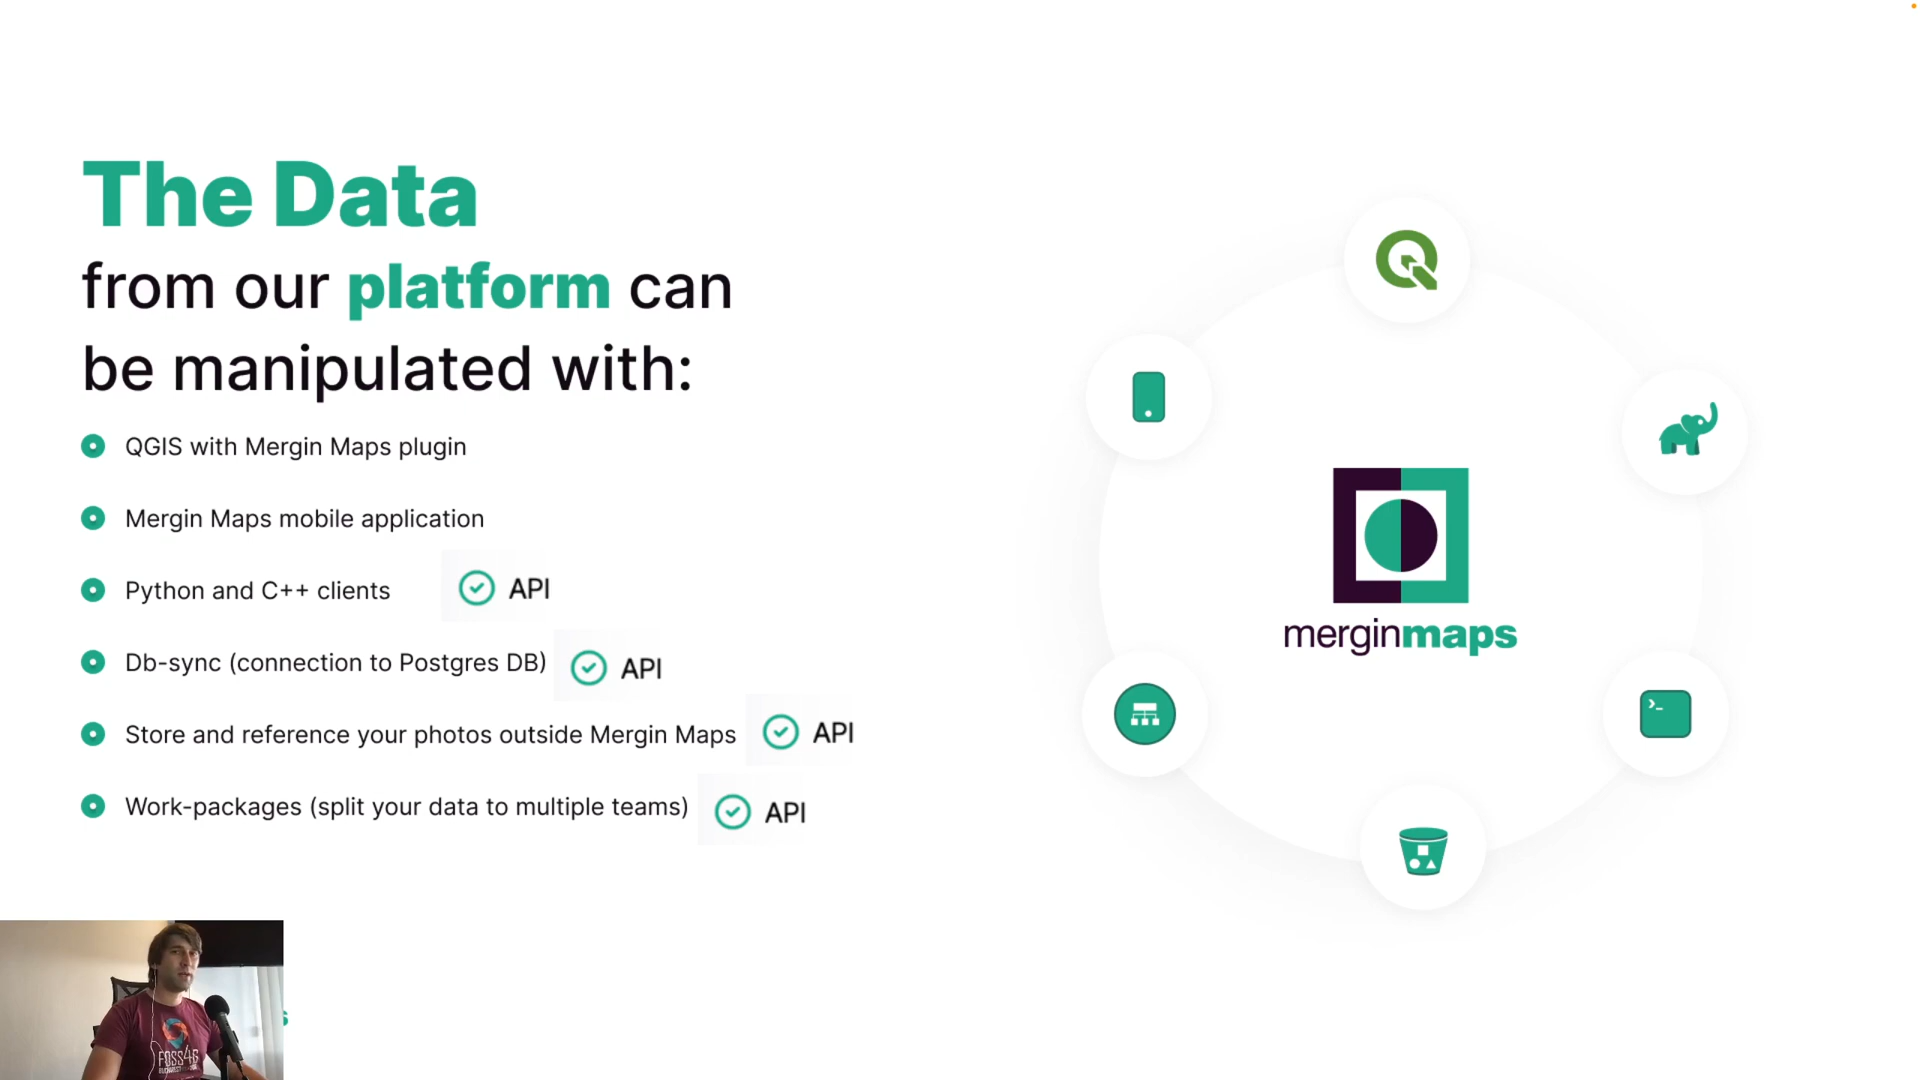 The Data
from our platform can
be manipulated with:
QGIS with Mergin Maps plugin
Mergin Maps mobile application
Python and C++ clients API
Db-sync (connection to Postgres DB) API
Store and reference your photos outside Mergin Maps API
Work-packages (split your data to multiple teams) API
merginmaps
>_
FOSS4G